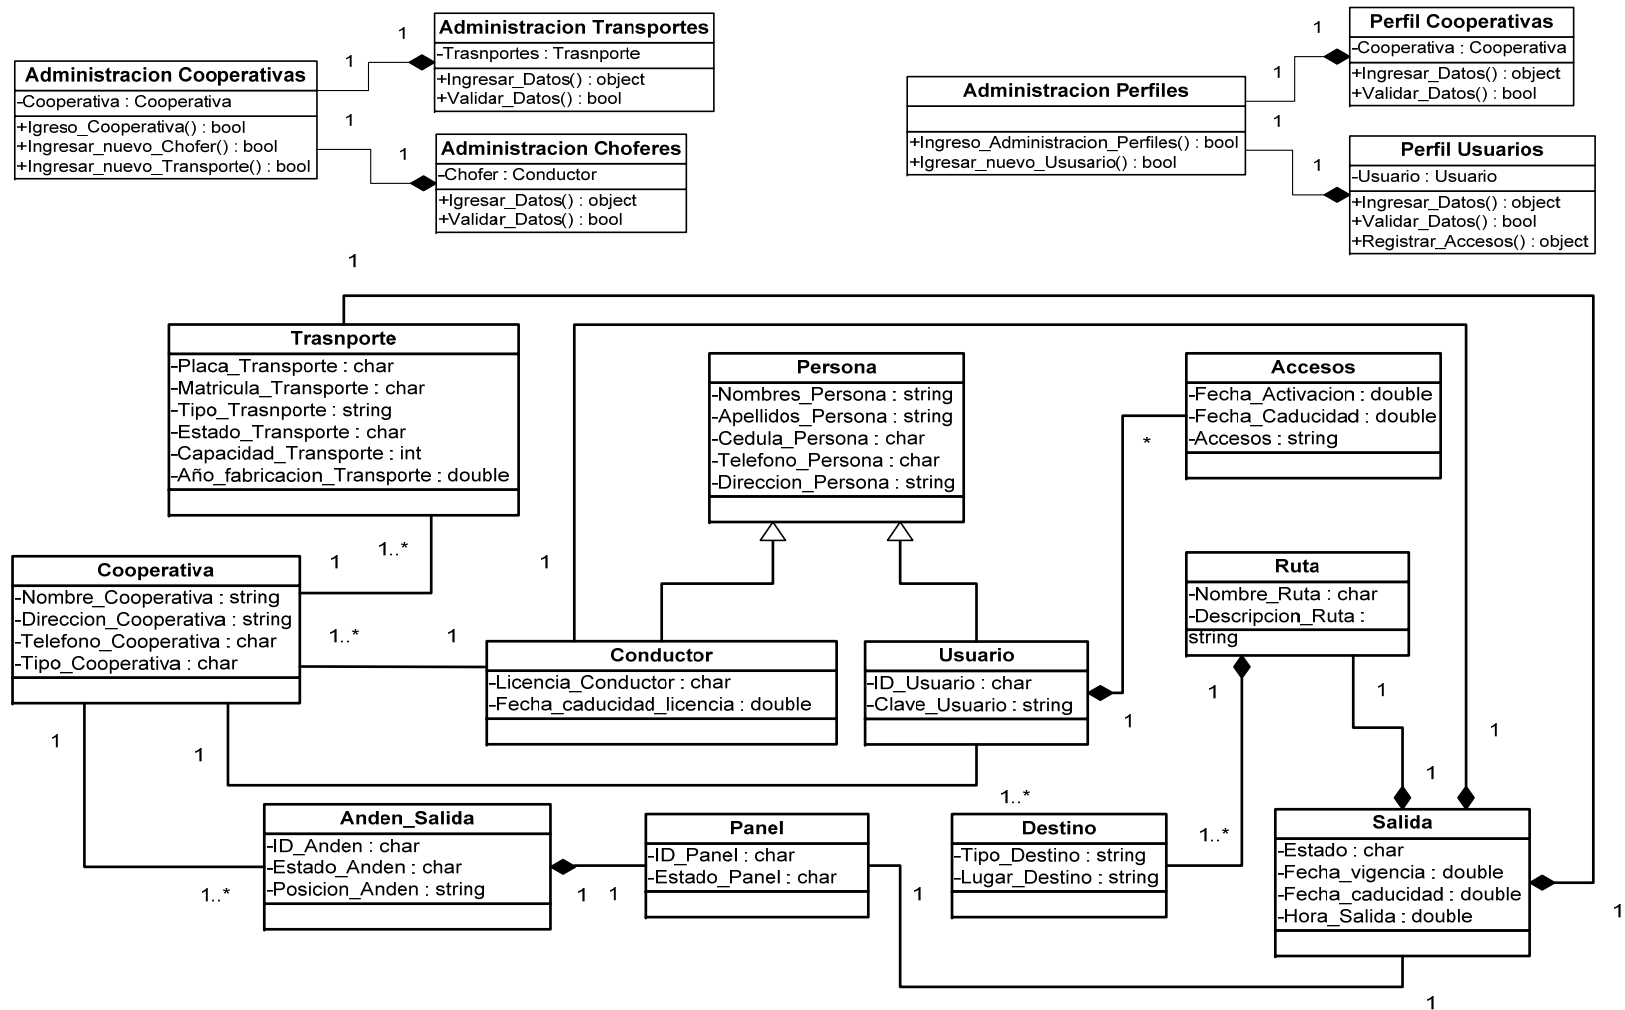 Administracion Cooperativas
-Cooperativa : Cooperativa
+Igreso_Cooperativa() : bool
+Ingresar_nuevo_Chofer() : bool
+Ingresar_nuevo_Transporte() : bool
1
1
1
1
Administracion Transportes
-Trasnportes : Trasnporte
+Ingresar_Datos() : object
+Validar_Datos() : bool
Administracion Choferes
-Chofer : Conductor
+Igresar_Datos() : object
+Validar_Datos() : bool
Administracion Perfiles
+Ingreso_Administracion_Perfiles() : bool
+Igresar_nuevo_Ususario() : bool
1
1
1
1
Perfil Cooperativas
-Cooperativa : Cooperativa
+Ingresar_Datos() : object
+Validar_Datos() : bool
Perfil Usuarios
-Usuario : Usuario
+Ingresar_Datos() : object
+Validar_Datos() : bool
+Registrar_Accesos() : object
1
Trasnporte
-Placa_Transporte : char
-Matricula_Transporte : char
-Tipo_Trasnporte : string
-Estado_Transporte : char
-Capacidad_Transporte : int
-Año_fabricacion_Transporte : double
Persona
-Nombres_Persona : string
-Apellidos_Persona : string
-Cedula_Persona : char
-Telefono_Persona : char
-Direccion_Persona : string
Accesos
-Fecha_Activacion : double
-Fecha_Caducidad : double
-Accesos : string
*
1..*
1
1
Cooperativa
-Nombre_Cooperativa : string
-Direccion_Cooperativa : string
-Telefono_Cooperativa : char
-Tipo_Cooperativa : char
1..*
1
Conductor
-Licencia_Conductor : char
-Fecha_caducidad_licencia : double
Usuario
-ID_Usuario : char
-Clave_Usuario : string
1
Ruta
-Nombre_Ruta : char
-Descripcion_Ruta :
string
1
1
1
1
1
1
1..*
1..*
Anden_Salida
-ID_Anden : char
-Estado_Anden : char
-Posicion_Anden : string
1..*
1
1
Panel
-ID_Panel : char
-Estado_Panel : char
1
Destino
-Tipo_Destino : string
-Lugar_Destino : string
Salida
-Estado : char
-Fecha_vigencia : double
-Fecha_caducidad : double
-Hora_Salida : double
1
1